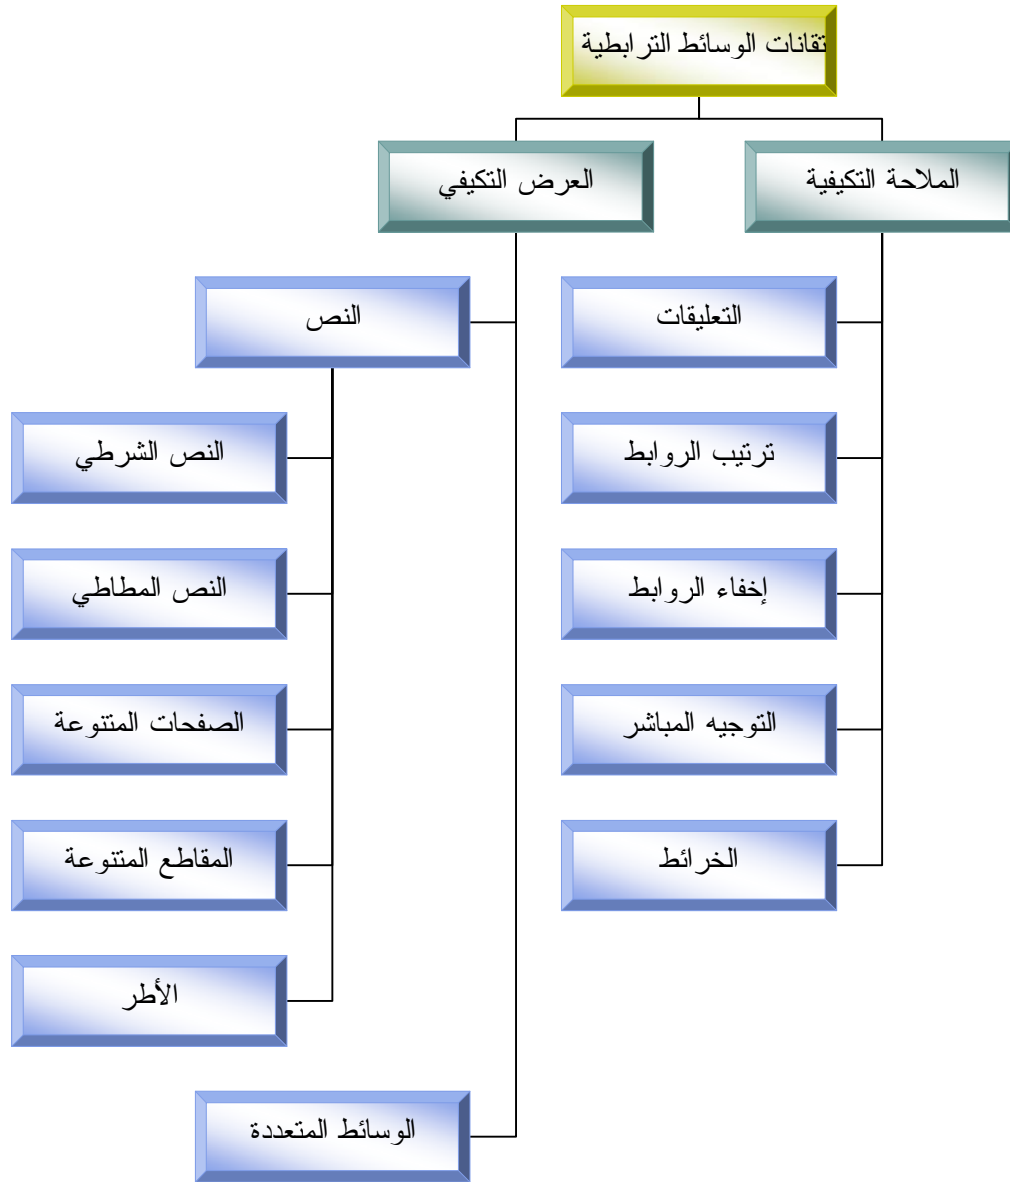 تقانات الوسائط الترابطية
الملاحة التكيفية
العرض التكيفي
التعليقات
ترتيب الروابط
إخفاء الروابط
التوجيه المباشر
الخرائط
النص
النص الشرطي
النص المطاطي
الصفحات المتنوعة
المقاطع المتنوعة
الأطر
الوسائط المتعددة